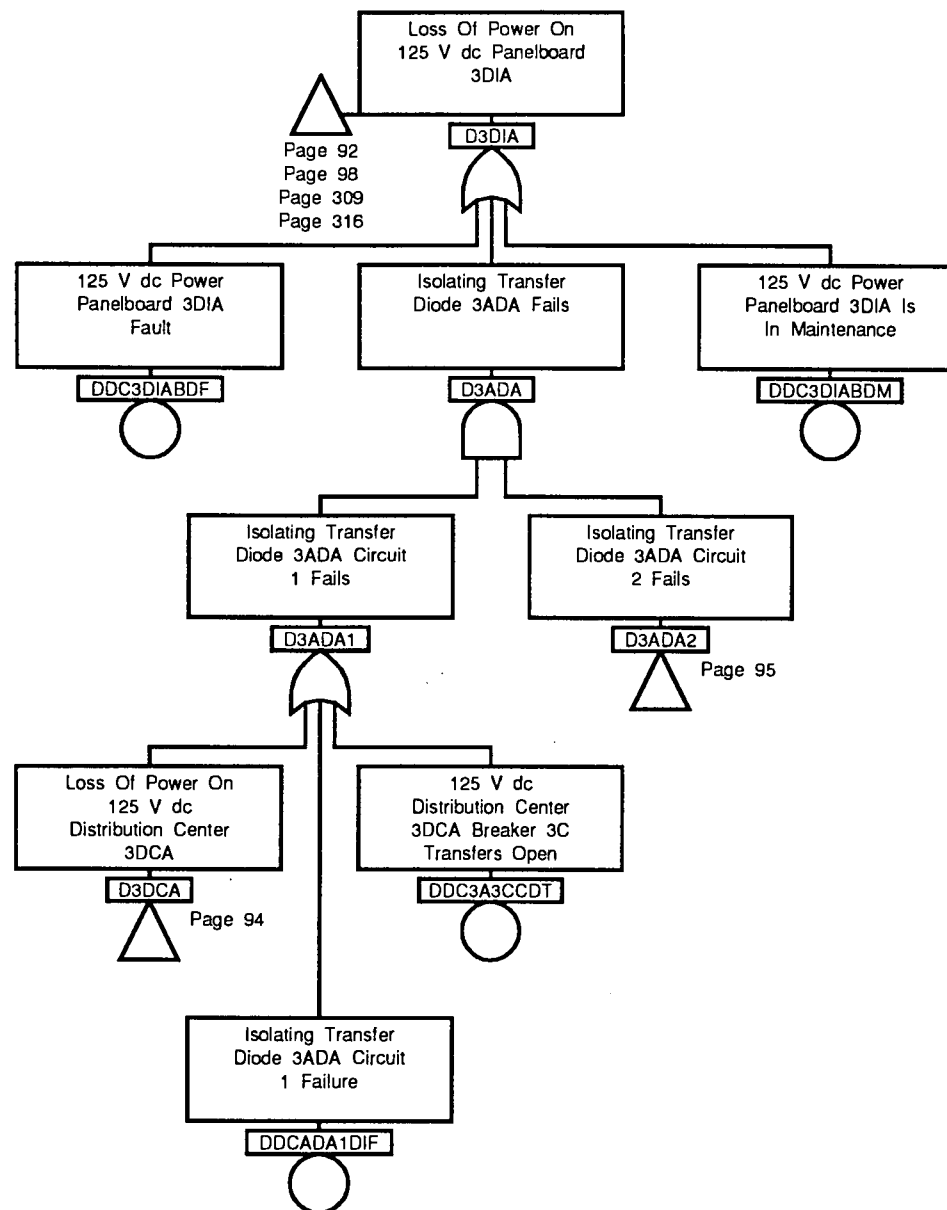 Loss Of Power On
125 V dc Panelboard
3DIA
D3DIA
Page 92
Page 98
Page 309
Page 316
125 V dc Power
Panelboard 3DIA
Fault
DDC3DIABDF
Isolating Transfer
Diode 3ADA Fails
D3ADA
125 V dc Power
Panelboard 3DIA Is
In Maintenance
DDC3DIABDM
Isolating Transfer
Diode 3ADA Circuit
1 Fails
D3ADA1
Isolating Transfer
Diode 3ADA Circuit
2 Fails
D3ADA2
Page 95
Loss Of Power On
125 V dc
Distribution Center
3DCA
D3DCA
Page 94
125 V dc
Distribution Center
3DCA Breaker 3C
Transfers Open
DDC3A3CCDT
Isolating Transfer
Diode 3ADA Circuit
1 Failure
DDCADA1DIF